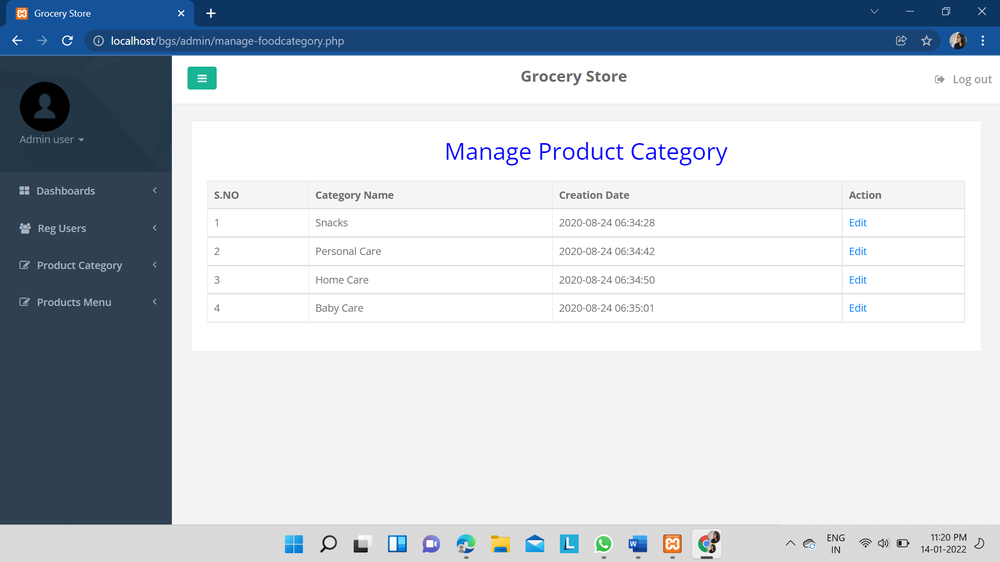 Grocery Store
localhost/bgs/admin/manage-foodcategory.php
Grocery Store
Log out
Admin user
Dashboards
Reg Users
Product Category
Products Menu
Manage Product Category
S.NO Category Name Creation Date Action
1 Snacks 2020-08-24 06:34:28 Edit
2 Personal Care 2020-08-24 06:34:42 Edit
3 Home Care 2020-08-24 06:34:50 Edit
4 Baby Care 2020-08-24 06:35:01 Edit
L
W
ENG
IN
11:20 PM
14-01-2022